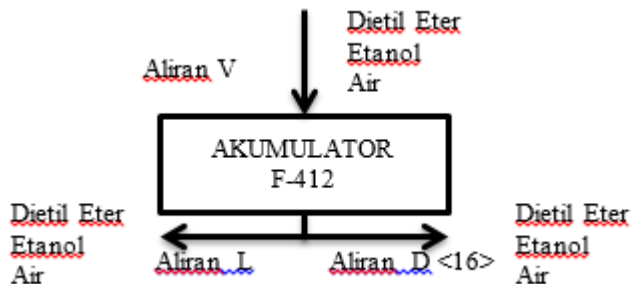 Dietil Eter
Etanol
Air
Aliran V
AKUMULATOR
F-412
Dietil Eter
Etanol
Air
Aliran L
Aliran D <16>
Dietil Eter
Etanol
Air